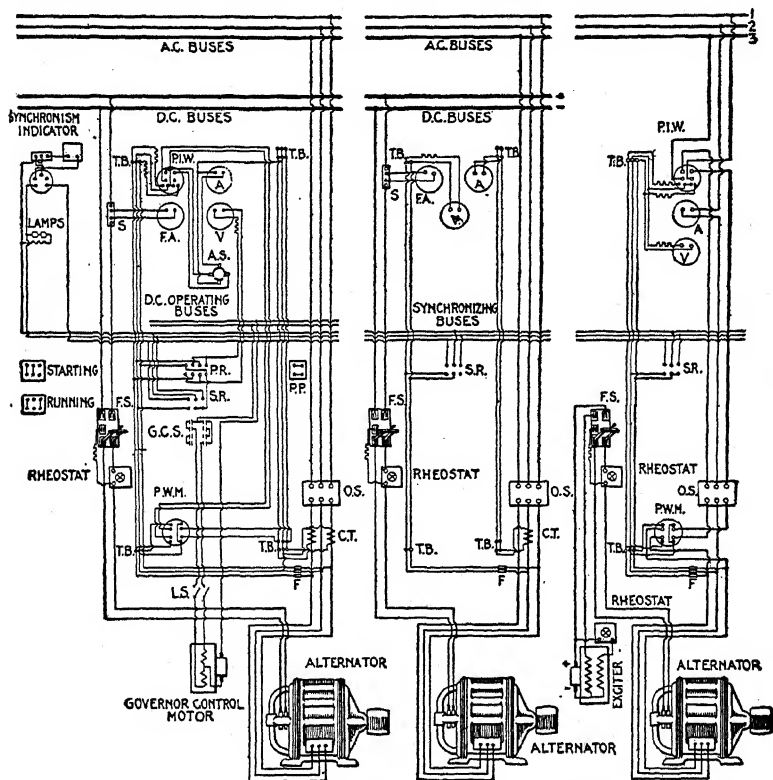 1
2
3
A.C. BUSES
A.C. BUSES
D.C. BUSES
D.C. BUSES
SYNCHRONISM
INDICATOR
P.I.W.
T.B.
P.I.W.
T.B.
T.B.
T.B.
T.B.
A
A
S
F.A.
V
S
F.A.
V
A
V
LAMPS
A.S.
D.C. OPERATING
BUSES
SYNCHRONIZING
BUSES
STARTING
P.R.
P.P.
S.R.
S.R.
RUNNING
F.S.
S.R.
F.S.
F.S.
G.C.S.
RHEOSTAT
RHEOSTAT
RHEOSTAT
P.W.M.
O.S.
O.S.
O.S.
P.W.M.
C.T.
C.T.
T.B.
T.B.
T.B.
T.B.
T.B.
F
F
F
L.S.
RHEOSTAT
GOVERNOR CONTROL
MOTOR
ALTERNATOR
ALTERNATOR
+
-
EXCITER
ALTERNATOR